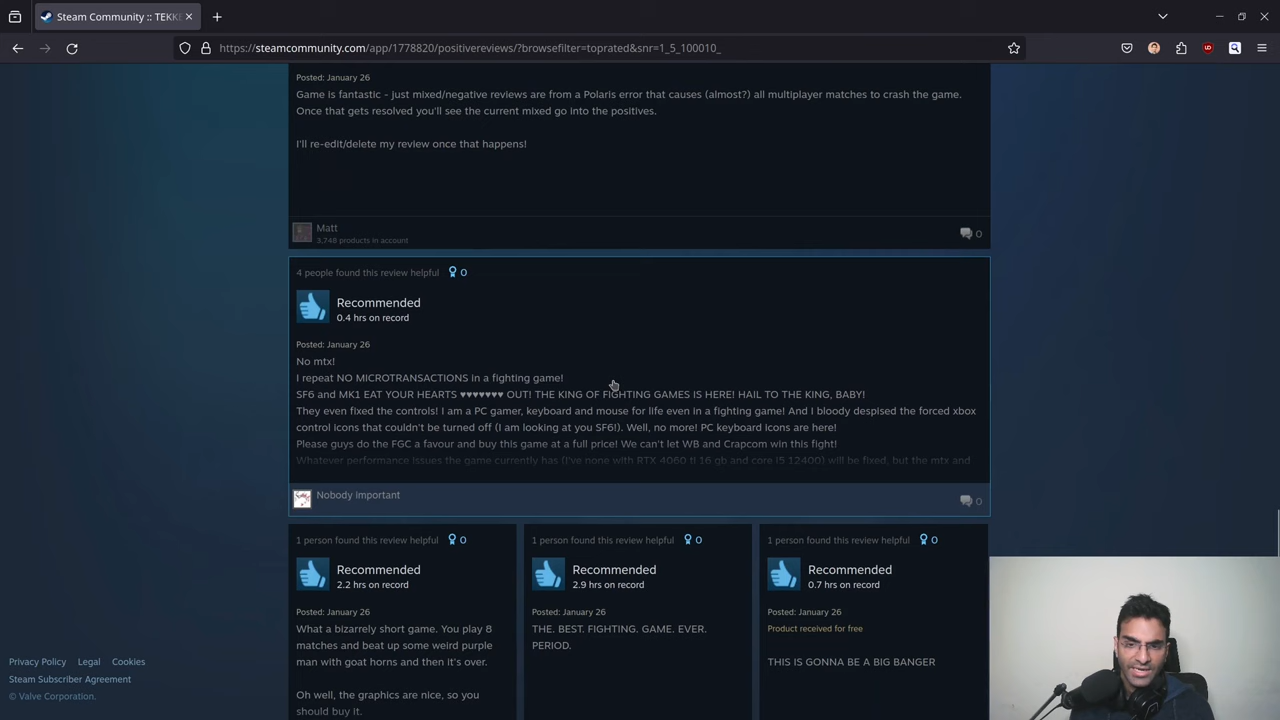 Steam Community :: TEKKE
https://steamcommunity.com/app/1778820/positivereviews/?browsefilter=toprated&snr=1_5_100010_
Posted: January 26
Game is fantastic - just mixed/negative reviews are from a Polaris error that causes (almost?) all multiplayer matches to crash the game.
Once that gets resolved you'll see the current mixed go into the positives.
I'll re-edit/delete my review once that happens!
Matt
3,748 products in account
0
4 people found this review helpful
0
Recommended
0.4 hrs on record
Posted: January 26
No mtx!
I repeat NO MICROTRANSACTIONS in a fighting game!
SF6 and MK1 EAT YOUR HEARTS ♥♥♥♥♥♥♥ OUT! THE KING OF FIGHTING GAMES IS HERE! HAIL TO THE KING, BABY!
They even fixed the controls! I am a PC gamer, keyboard and mouse for life even in a fighting game! And I bloody despised the forced xbox
control icons that couldn't be turned off (I am looking at you SF6!). Well, no more! PC keyboard icons are here!
Please guys do the FGC a favour and buy this game at a full price! We can't let WB and Crapcom win this fight!
Whatever performance issues the game currently has (I've none with RTX 4060 ti 16 gb and core i5 12400) will be fixed, but the mtx and
Nobody important
0
1 person found this review helpful
0
Recommended
2.2 hrs on record
Posted: January 26
What a bizarrely short game. You play 8
matches and beat up some weird purple
man with goat horns and then it's over.
Oh well, the graphics are nice, so you
should buy it.
1 person found this review helpful
0
Recommended
2.9 hrs on record
Posted: January 26
THE. BEST. FIGHTING. GAME. EVER.
PERIOD.
1 person found this review helpful
0
Recommended
0.7 hrs on record
Posted: January 26
Product received for free
THIS IS GONNA BE A BIG BANGER
Privacy Policy Legal Cookies
Steam Subscriber Agreement
© Valve Corporation.